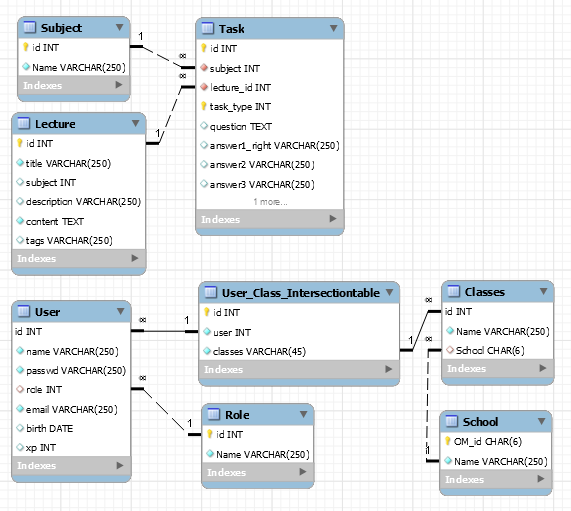 Subject
id INT
Name VARCHAR(250)
Indexes
1
∞
∞
1
Task
id INT
subject INT
lecture_id INT
task_type INT
question TEXT
answer1_right VARCHAR(250)
answer2 VARCHAR(250)
answer3 VARCHAR(250)
1 more...
Indexes
Lecture
id INT
title VARCHAR(250)
subject INT
description VARCHAR(250)
content TEXT
tags VARCHAR(250)
Indexes
User
id INT
name VARCHAR(250)
passwd VARCHAR(250)
role INT
email VARCHAR(250)
birth DATE
xp INT
Indexes
∞
1
∞
1
User_Class_Intersectiontable
id INT
user INT
classes VARCHAR(45)
Indexes
Role
id INT
Name VARCHAR(250)
Indexes
∞
1
∞
1
Classes
id INT
Name VARCHAR(250)
School CHAR(6)
Indexes
School
OM_id CHAR(6)
Name VARCHAR(250)
Indexes